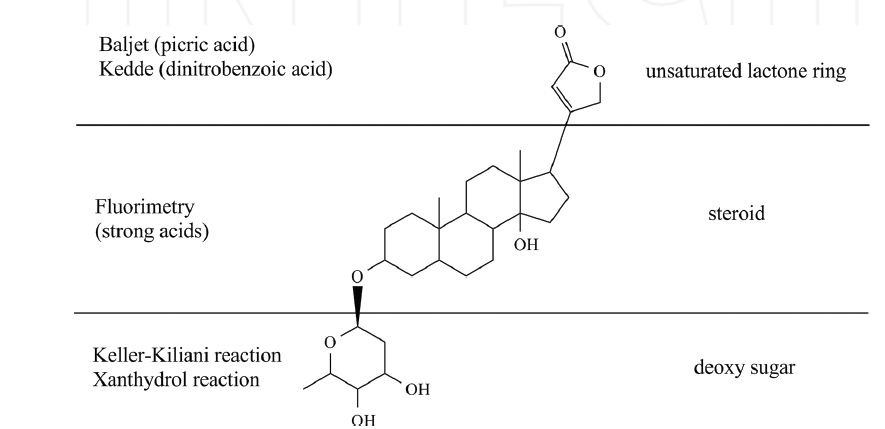 Baljet (picric acid)
Kedde (dinitrobenzoic acid)
O
O
unsaturated lactone ring
Fluorimetry
(strong acids)
steroid
OH
O
O
Keller-Kiliani reaction
Xanthydrol reaction
deoxy sugar
OH
OH